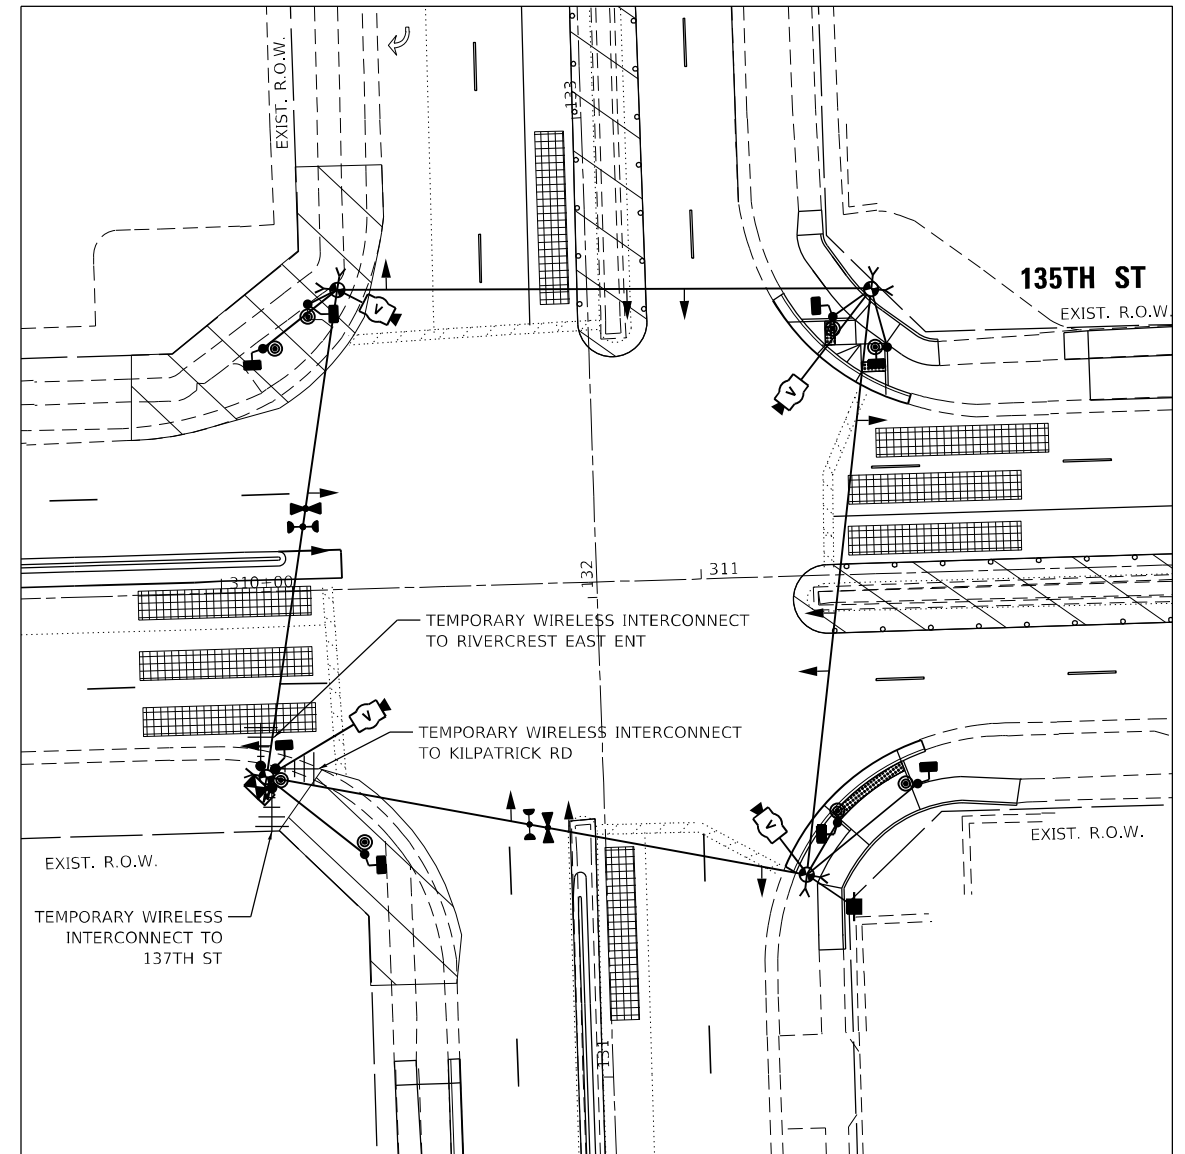 EXIST. R.O.W.
133
135TH ST
EXIST. R.O.W.
V
V
310+00
132
311
TEMPORARY WIRELESS INTERCONNECT
TO RIVERCREST EAST ENT
V
TEMPORARY WIRELESS INTERCONNECT
TO KILPATRICK RD
V
EXIST. R.O.W.
EXIST. R.O.W.
TEMPORARY WIRELESS
INTERCONNECT TO
137TH ST
131